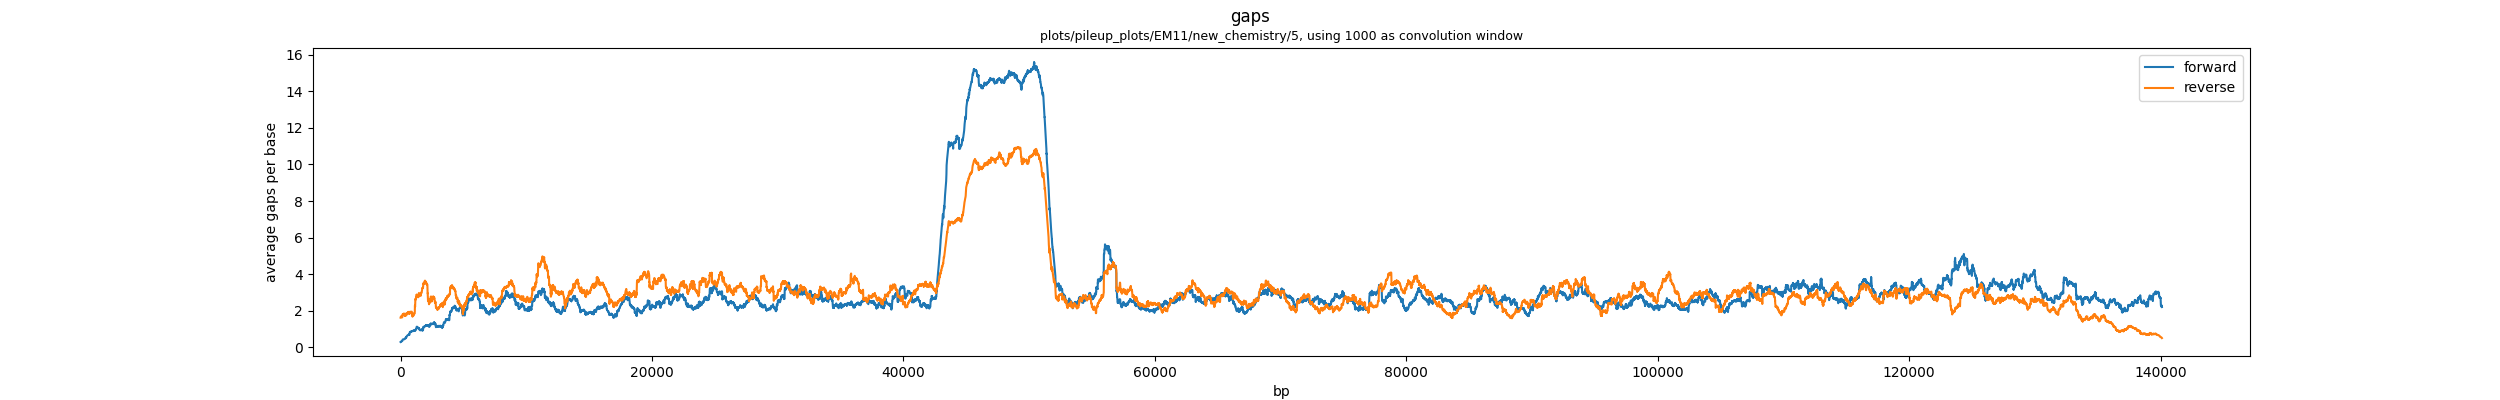 gaps
plots/pileup_plots/EM11/new_chemistry/5, using 1000 as convolution window
average gaps per base
16
14
12
10
8
6
4
2
0
forward
reverse
0 20000 40000 60000 80000 100000 120000 140000
bp